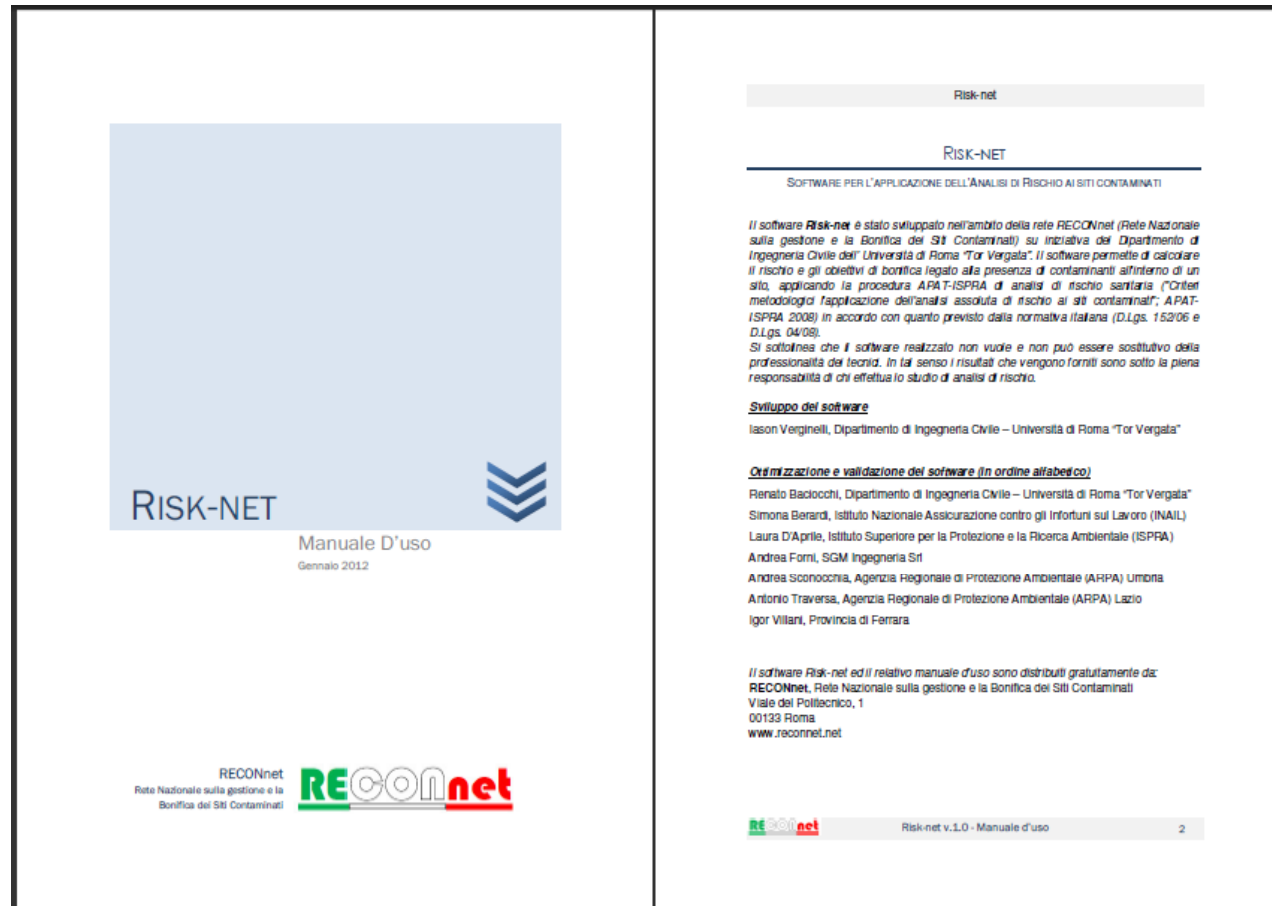 RISK-NET
Manuale D'uso
Gennaio 2012
RECONnet
Rete Nazionale sulla gestione e la
Bonifica dei Siti Contaminati
RECONnet
Risk-net
RISK-NET
SOFTWARE PER L'APPLICAZIONE DELL'ANALISI DI RISCHIO AI SITI CONTAMINATI
Il software Risk-net è stato sviluppato nell'ambito della rete RECONnet (Rete Nazionale
sulla gestione e la Bonifica dei Siti Contaminati) su iniziativa del Dipartimento di
Ingegneria Civile dell' Università di Roma "Tor Vergata". Il software permette di calcolare
il rischio e gli obiettivi di bonifica legato alla presenza di contaminanti all'interno di un
sito, applicando la procedura APAT-ISPRA di analisi di rischio sanitaria ("Criteri
metodologici l'applicazione dell'analisi assoluta di rischio ai siti contaminati"; APAT-
ISPRA 2008) in accordo con quanto previsto dalla normativa italiana (D.Lgs. 152/06 e
D.Lgs. 04/08).
Si sottolinea che il software realizzato non vuole e non può essere sostitutivo della
professionalità dei tecnici. In tal senso i risultati che vengono forniti sono sotto la piena
responsabilità di chi effettua lo studio di analisi di rischio.
Sviluppo del software
Iason Verginelli, Dipartimento di Ingegneria Civile – Università di Roma "Tor Vergata"
Ottimizzazione e validazione del software (in ordine alfabetico)
Renato Baciocchi, Dipartimento di Ingegneria Civile – Università di Roma "Tor Vergata"
Simona Berardi, Istituto Nazionale Assicurazione contro gli Infortuni sul Lavoro (INAIL)
Laura D'Aprile, Istituto Superiore per la Protezione e la Ricerca Ambientale (ISPRA)
Andrea Forni, SGM Ingegneria Srl
Andrea Sconocchia, Agenzia Regionale di Protezione Ambientale (ARPA) Umbria
Antonio Traversa, Agenzia Regionale di Protezione Ambientale (ARPA) Lazio
Igor Villani, Provincia di Ferrara
Il software Risk-net ed il relativo manuale d'uso sono distribuiti gratuitamente da:
RECONnet, Rete Nazionale sulla gestione e la Bonifica dei Siti Contaminati
Viale del Politecnico, 1
00133 Roma
www.reconnet.net
RECONnet Risk-net v.1.0 - Manuale d'uso 2